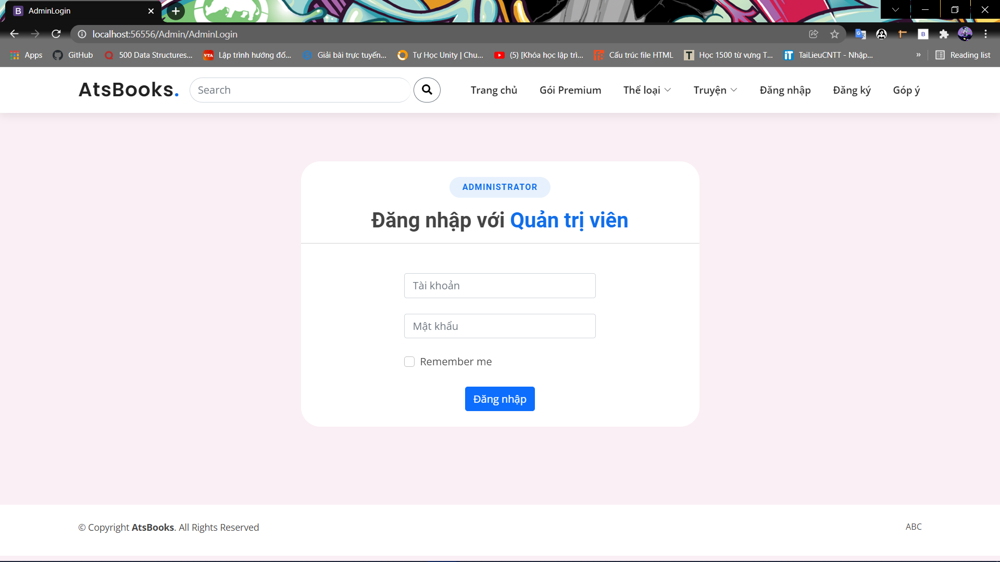 AdminLogin
localhost:56556/Admin/AdminLogin
Apps GitHub 500 Data Structures... Lập trình hướng đố... Giải bài trực tuyến... Tự Học Unity | Chu... (5) [Khóa học lập trì... Cấu trúc file HTML Học 1500 từ vựng T... TaiLieuCNTT - Nhập... » Reading list
AtsBooks. Search Trang chủ Gói Premium Thể loại Truyện Đăng nhập Đăng ký Góp ý
ADMINISTRATOR
Đăng nhập với Quản trị viên
Tài khoản
Mật khẩu
Remember me
Đăng nhập
© Copyright AtsBooks. All Rights Reserved ABC